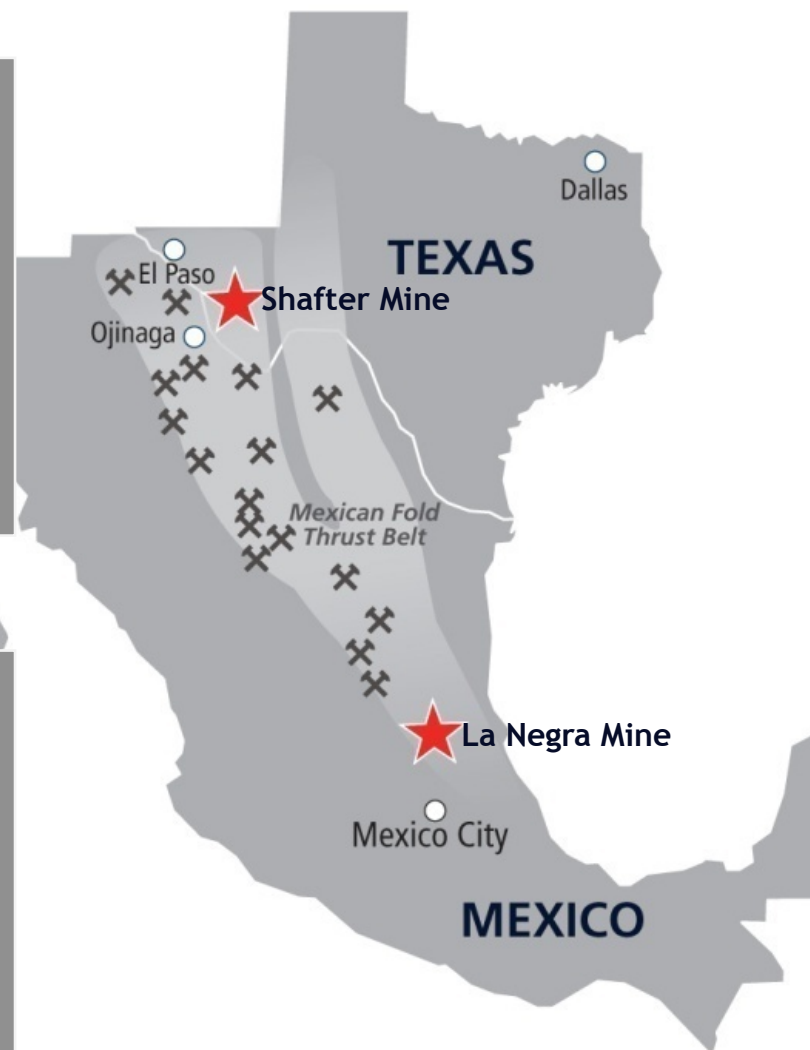 Dallas
TEXAS
El Paso
Shafter Mine
Ojinaga
Mexican Fold
Thrust Belt
La Negra Mine
Mexico City
MEXICO